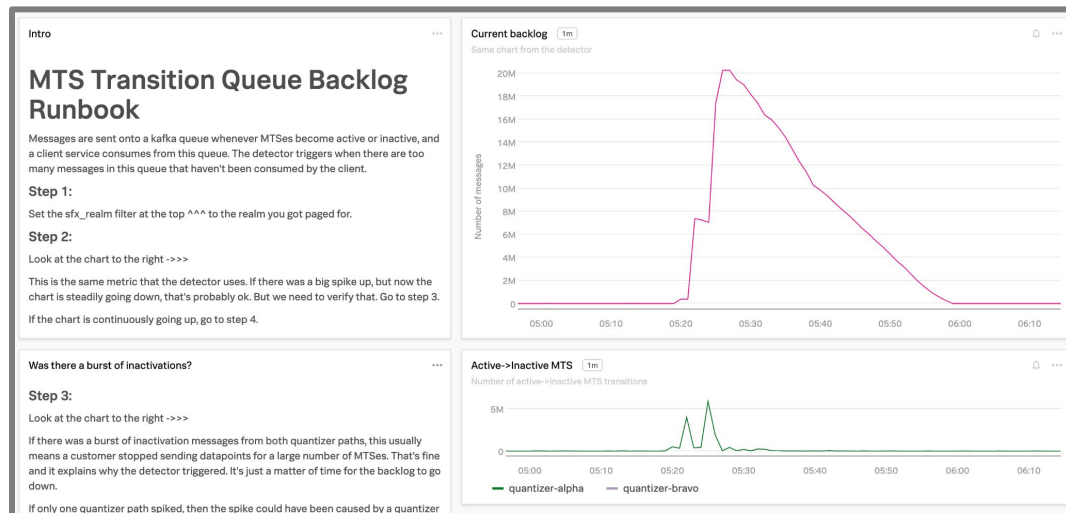 Intro
MTS Transition Queue Backlog
Runbook
Messages are sent onto a kafka queue whenever MTSes become active or inactive, and
a client service consumes from this queue. The detector triggers when there are too
many messages in this queue that haven't been consumed by the client.
Step 1:
Set the sfx_realm filter at the top ^^^ to the realm you got paged for.
Step 2:
Look at the chart to the right ->>>
This is the same metric that the detector uses. If there was a big spike up, but now the
chart is steadily going down, that's probably ok. But we need to verify that. Go to step 3.
If the chart is continuously going up, go to step 4.
Current backlog 1m
Same chart from the detector
Number of messages
20M
18M
16M
14M
12M
10M
8M
6M
4M
2M
0
05:00 05:10 05:20 05:30 05:40 05:50 06:00 06:10
Was there a burst of inactivations?
Step 3:
Look at the chart to the right ->>>
If there was a burst of inactivation messages from both quantizer paths, this usually
means a customer stopped sending datapoints for a large number of MTSes. That's fine
and it explains why the detector triggered. It's just a matter of time for the backlog to go
down.
If only one quantizer path spiked, then the spike could have been caused by a quantizer
Active->Inactive MTS 1m
Number of active->inactive MTS transitions
5M
0
05:00 05:10 05:20 05:30 05:40 05:50 06:00 06:10
quantizer-alpha quantizer-bravo